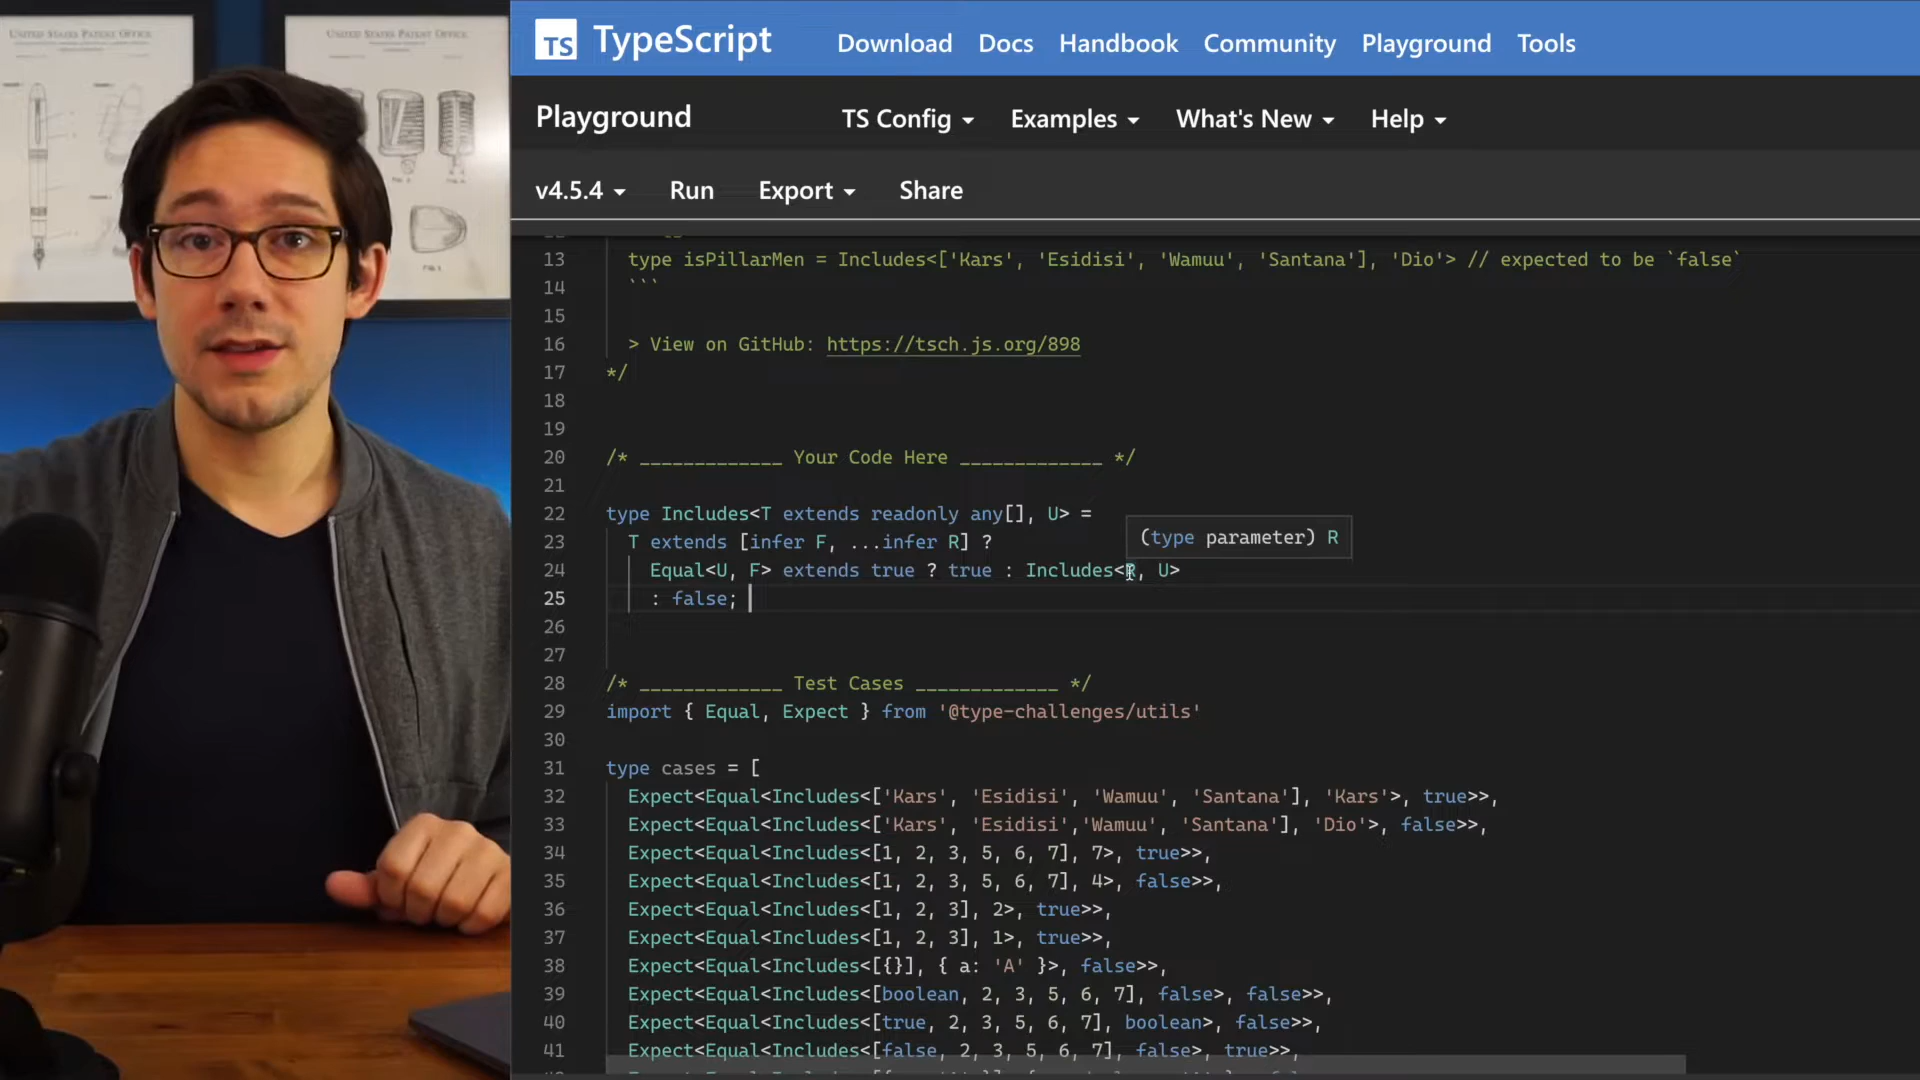 UNITED STATES PATENT OFFICE
UNITED STATES PATENT OFFICE
TS TypeScript Download Docs Handbook Community Playground Tools
Playground TS Config Examples What's New Help
v4.5.4 Run Export Share
13 type isPillarMen = Includes<['Kars', 'Esidisi', 'Wamuu', 'Santana'], 'Dio'> // expected to be `false`
14 ```
15
16 > View on GitHub: https://tsch.js.org/898
17 */
18
19
20 /* _____________ Your Code Here _____________ */
21
22 type Includes<T extends readonly any[], U> =
(type parameter) R
23 T extends [infer F, ...infer R] ?
24 Equal<U, F> extends true ? true : Includes<R, U>
25 : false;
26
27
28 /* _____________ Test Cases _____________ */
29 import { Equal, Expect } from '@type-challenges/utils'
30
31 type cases = [
32 Expect<Equal<Includes<['Kars', 'Esidisi', 'Wamuu', 'Santana'], 'Kars'>, true>>,
33 Expect<Equal<Includes<['Kars', 'Esidisi','Wamuu', 'Santana'], 'Dio'>, false>>,
34 Expect<Equal<Includes<[1, 2, 3, 5, 6, 7], 7>, true>>,
35 Expect<Equal<Includes<[1, 2, 3, 5, 6, 7], 4>, false>>,
36 Expect<Equal<Includes<[1, 2, 3], 2>, true>>,
37 Expect<Equal<Includes<[1, 2, 3], 1>, true>>,
38 Expect<Equal<Includes<[{}], { a: 'A' }>, false>>,
39 Expect<Equal<Includes<[boolean, 2, 3, 5, 6, 7], false>, false>>,
40 Expect<Equal<Includes<[true, 2, 3, 5, 6, 7], boolean>, false>>,
41 Expect<Equal<Includes<[false, 2, 3, 5, 6, 7], false>, true>>,